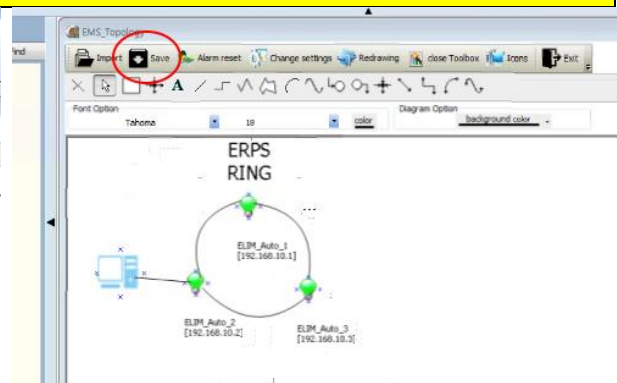 EMS_Topology
Find
Import Save Alarm reset Change settings Redrawing close Toolbox Icons Exit
A
Font Option Diagram Option
Tahoma 18 color background color
ERPS
RING
ELIM_Auto_1
[192.168.10.1]
ELIM_Auto_2
[192.168.10.2]
ELIM_Auto_3
[192.168.10.3]